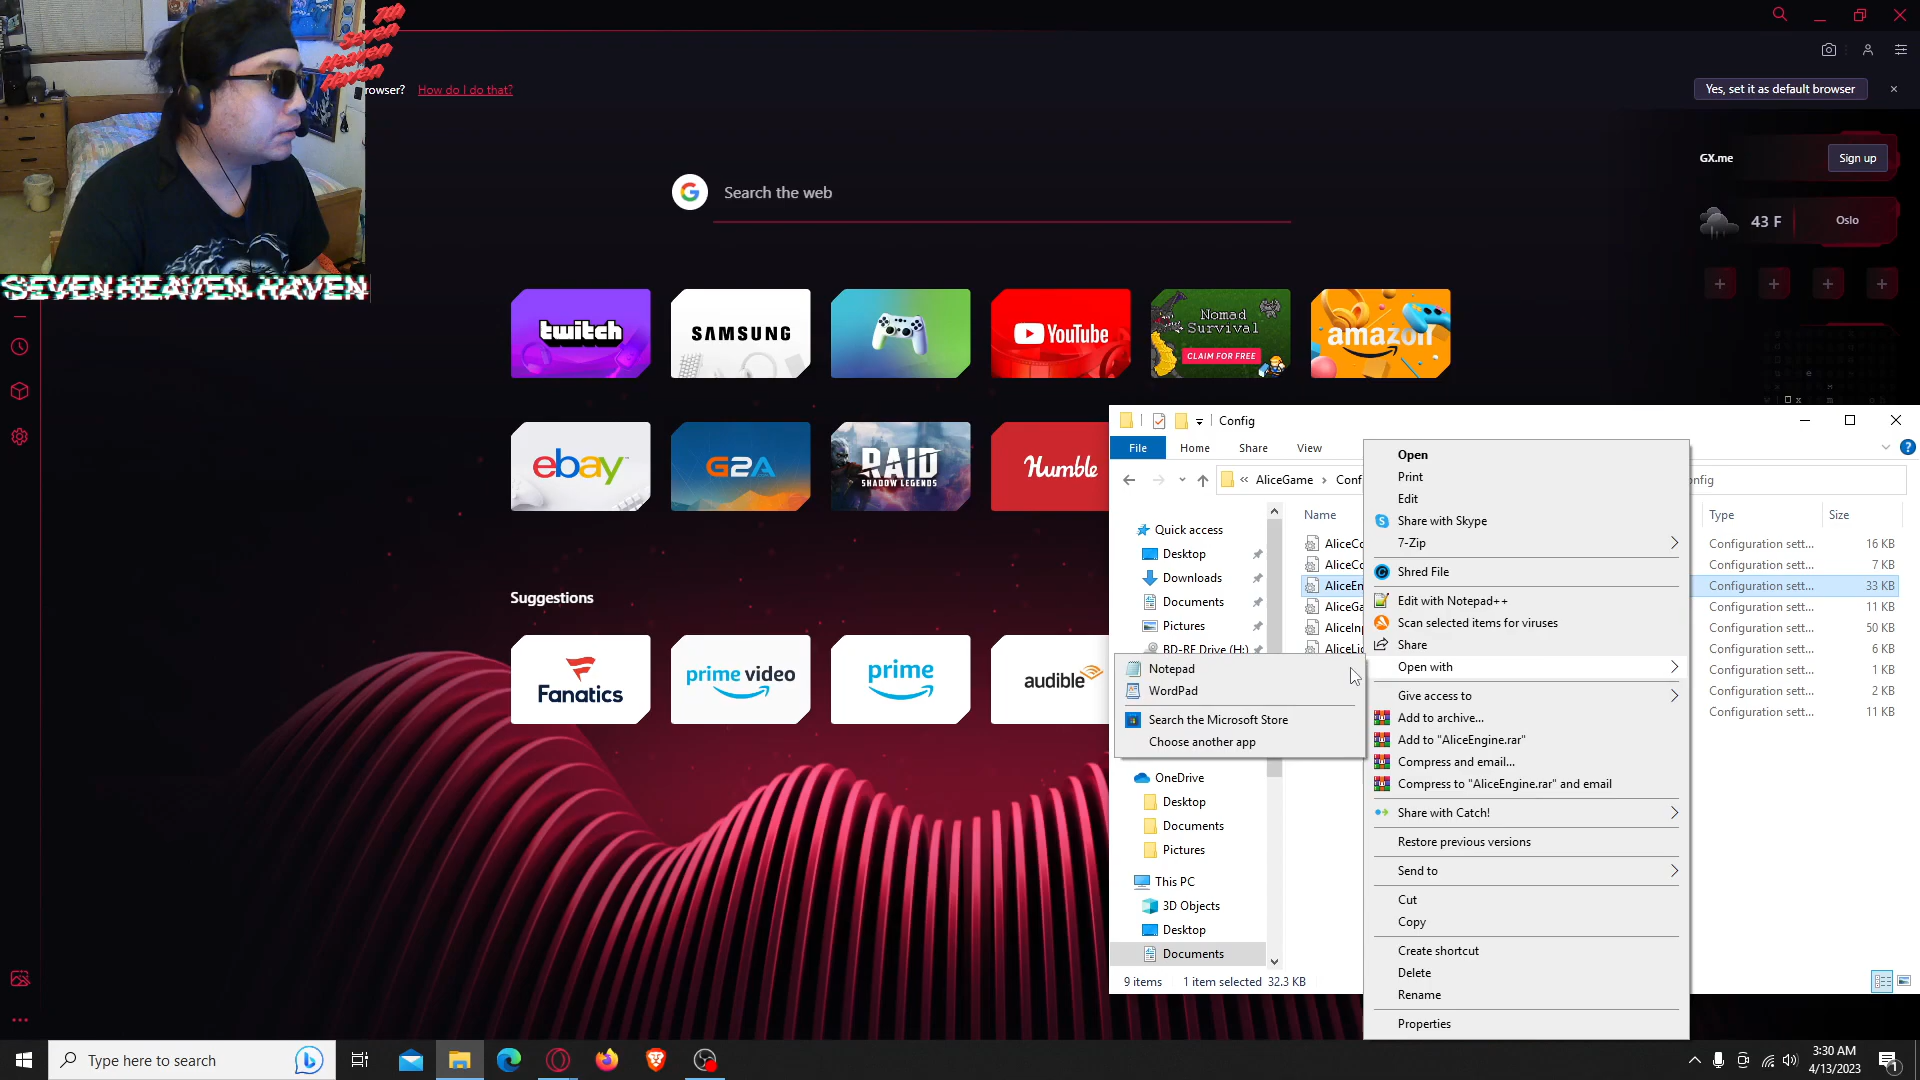 7th
Seven
Heaven
Haven
SEVEN HEAVEN HAVEN
rowser? How do I do that?
Yes, set it as default browser
Search the web
GX.me
Sign up
43 F
Oslo
twitch
SAMSUNG
YouTube
Nomad
Survival
CLAIM FOR FREE
amazon
ebay
G2A
RAID
SHADOW LEGENDS
Humble
Suggestions
Fanatics
prime video
prime
audible
Config
File Home Share View
« AliceGame › Conf
onfig
Quick access
Desktop
Downloads
Documents
Pictures
BD-RE Drive (H:)
OneDrive
Desktop
Documents
Pictures
This PC
3D Objects
Desktop
Documents
Name Type Size
AliceCo Configuration sett... 16 KB
AliceCo Configuration sett... 7 KB
AliceEn Configuration sett... 33 KB
AliceGa Configuration sett... 11 KB
AliceInp Configuration sett... 50 KB
AliceLic Configuration sett... 6 KB
Configuration sett... 1 KB
Configuration sett... 2 KB
Configuration sett... 11 KB
9 items 1 item selected 32.3 KB
Open
Print
Edit
Share with Skype
7-Zip
Shred File
Edit with Notepad++
Scan selected items for viruses
Share
Open with
Give access to
Add to archive...
Add to "AliceEngine.rar"
Compress and email...
Compress to "AliceEngine.rar" and email
Share with Catch!
Restore previous versions
Send to
Cut
Copy
Create shortcut
Delete
Rename
Properties
Notepad
WordPad
Search the Microsoft Store
Choose another app
Type here to search
3:30 AM
4/13/2023
1